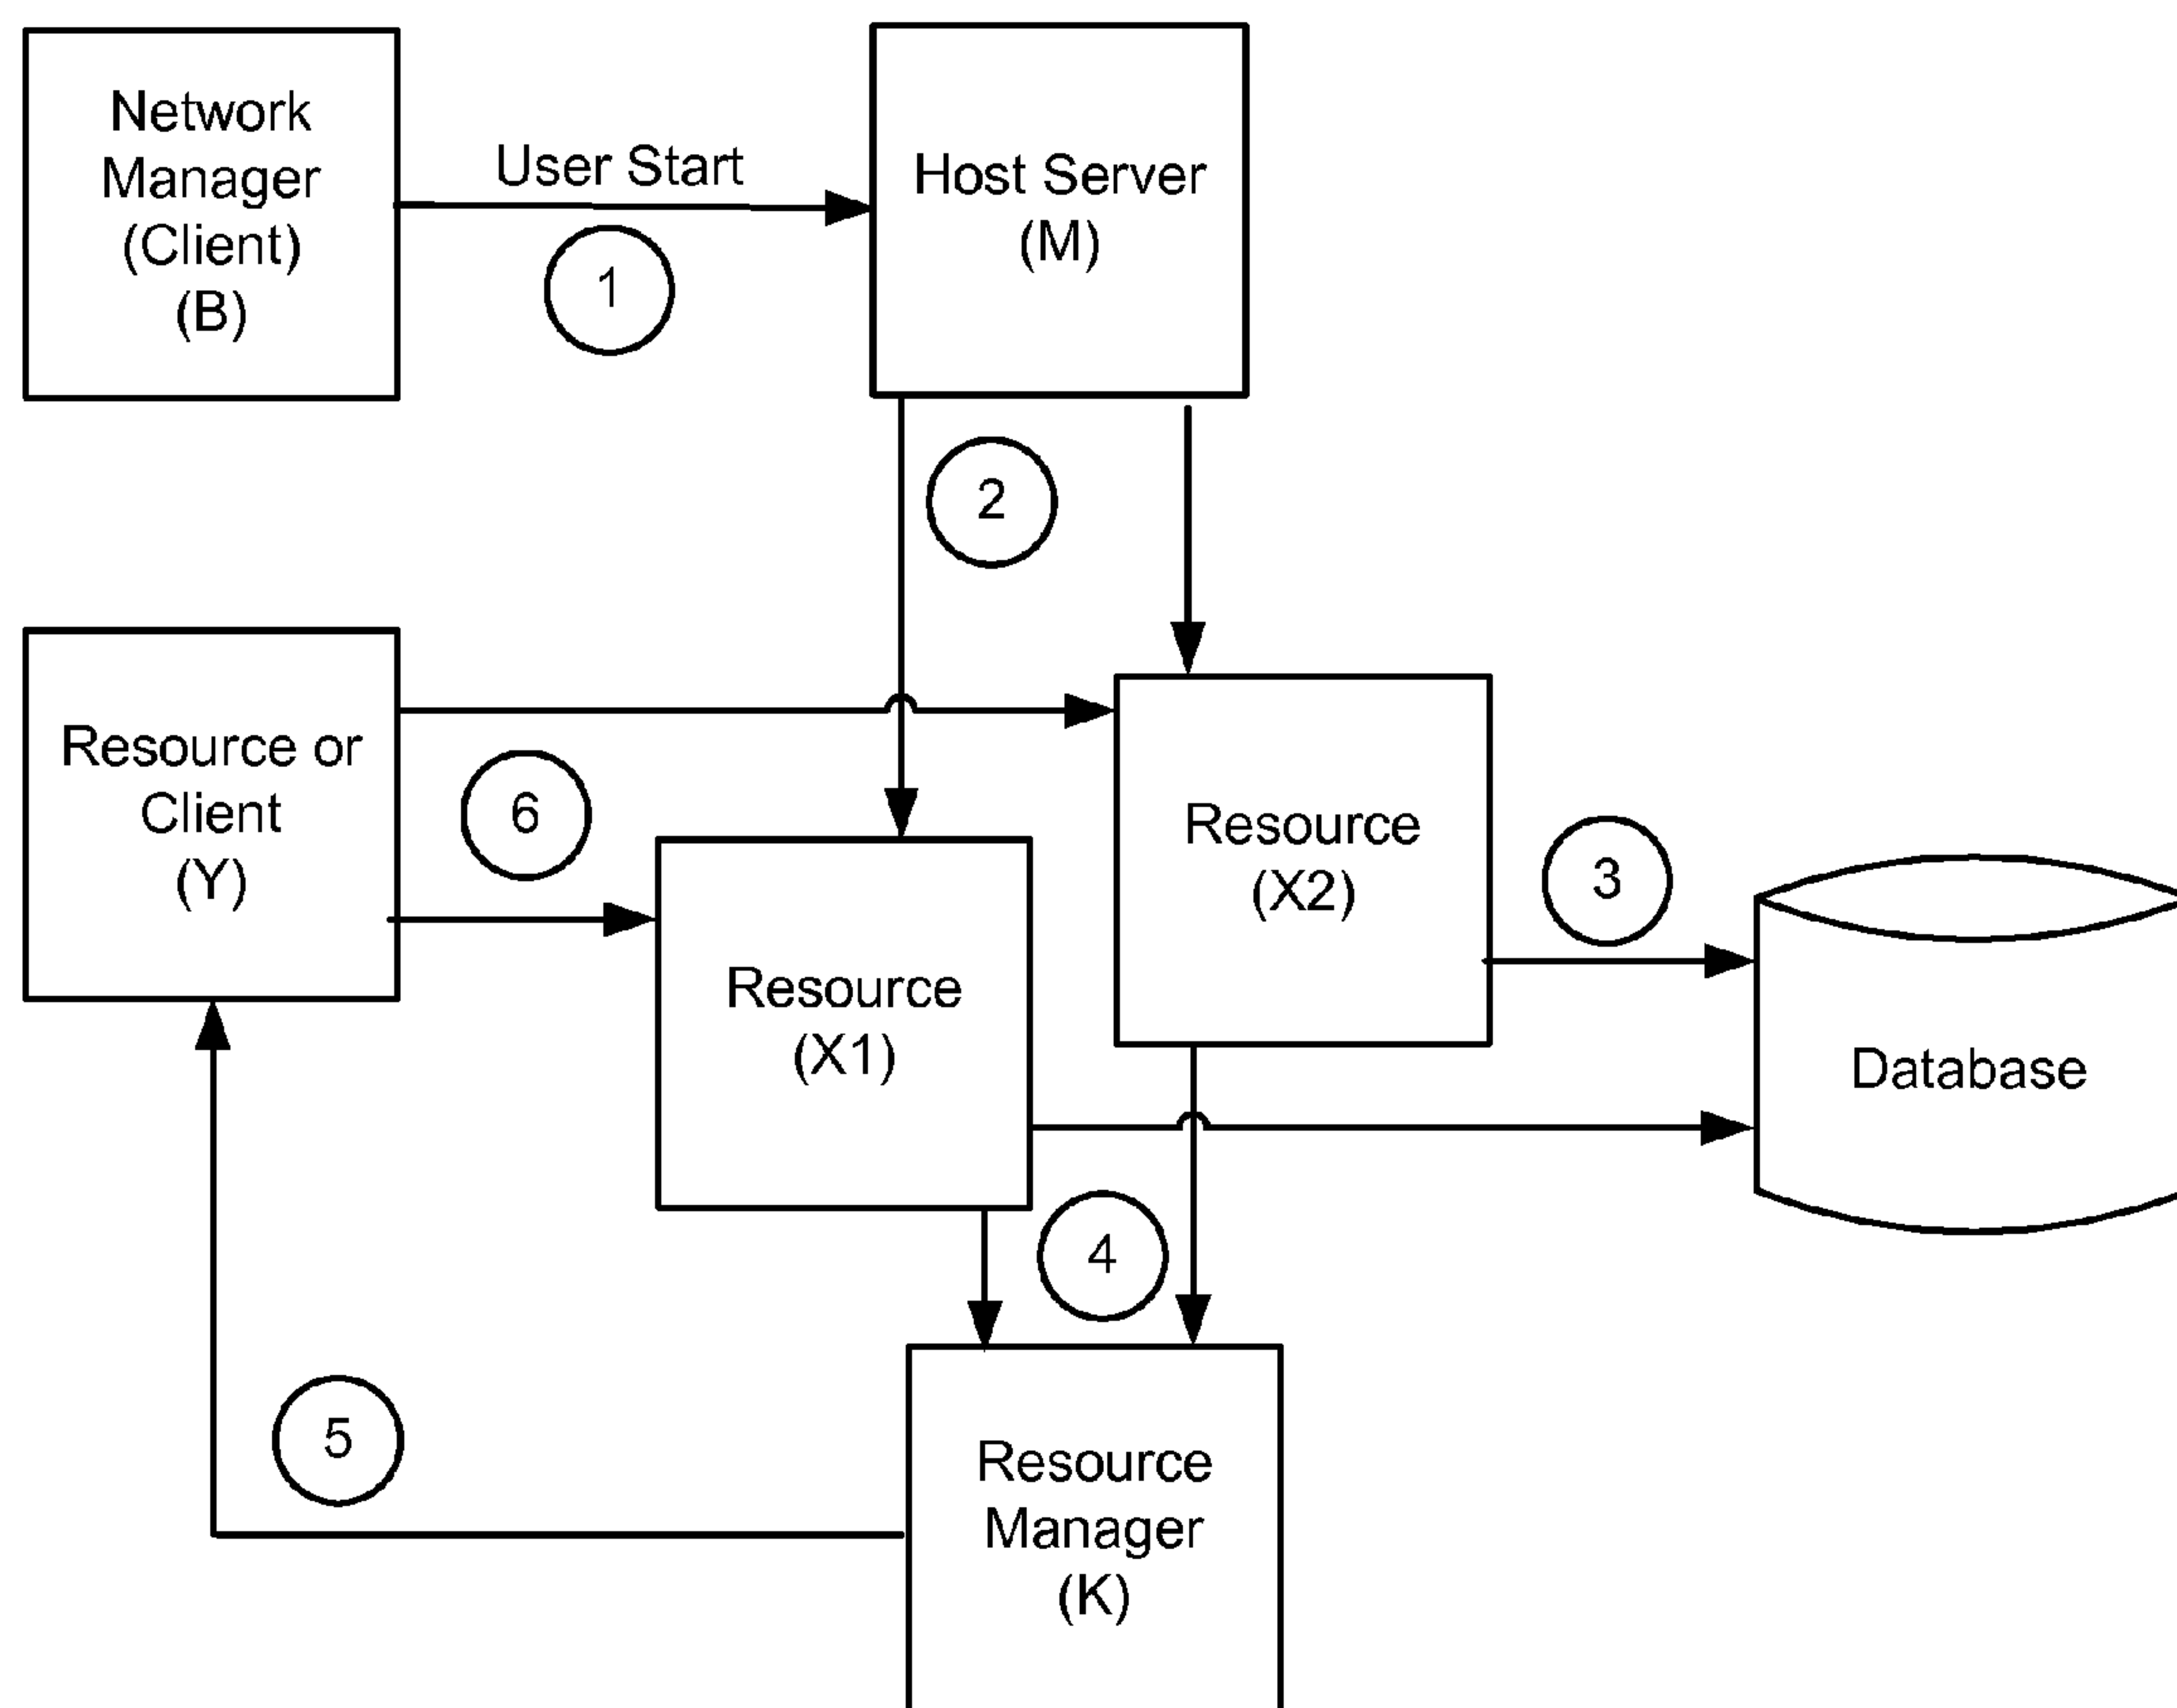 Network
Manager
(Client)
(B)
User Start
1
Host Server
(M)
2
Resource or
Client
(Y)
6
Resource
(X1)
Resource
(X2)
3
Database
4
5
Resource
Manager
(K)